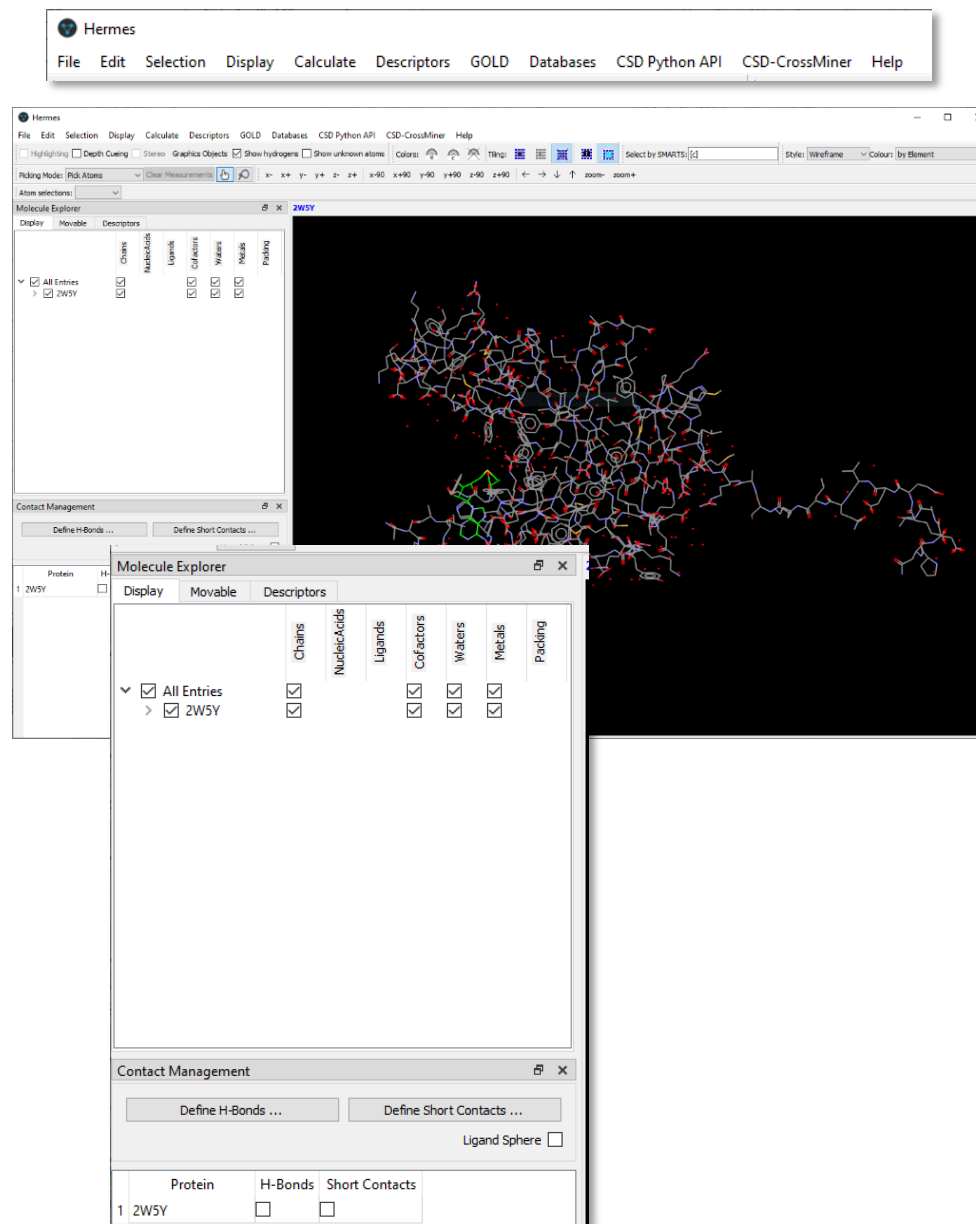 Hermes
File Edit Selection Display Calculate Descriptors GOLD Databases CSD Python API CSD-CrossMiner Help
Hermes
File Edit Selection Display Calculate Descriptors GOLD Databases CSD Python API CSD-CrossMiner Help
Highlighting Depth Cueing Stereo Graphics Objects Show hydrogens Show unknown atoms Colors: Tiling: Select by SMARTS: [c] Style: Wireframe Colour: by Element
Picking Mode: Pick Atoms Clear Measurements x- x+ y- y+ z- z+ x-90 x+90 y-90 y+90 z-90 z+90 ← → ↓ ↑ zoom- zoom+
Atom selections:
Molecule Explorer
2W5Y
Display Movable Descriptors
Chains NucleicAcids Ligands Cofactors Waters Metals Packing
All Entries
2W5Y
Contact Management
Define H-Bonds ... Define Short Contacts ...
Protein H-
1 2W5Y
Molecule Explorer
Display Movable Descriptors
Chains NucleicAcids Ligands Cofactors Waters Metals Packing
All Entries
2W5Y
Contact Management
Define H-Bonds ... Define Short Contacts ...
Ligand Sphere
Protein H-Bonds Short Contacts
1 2W5Y